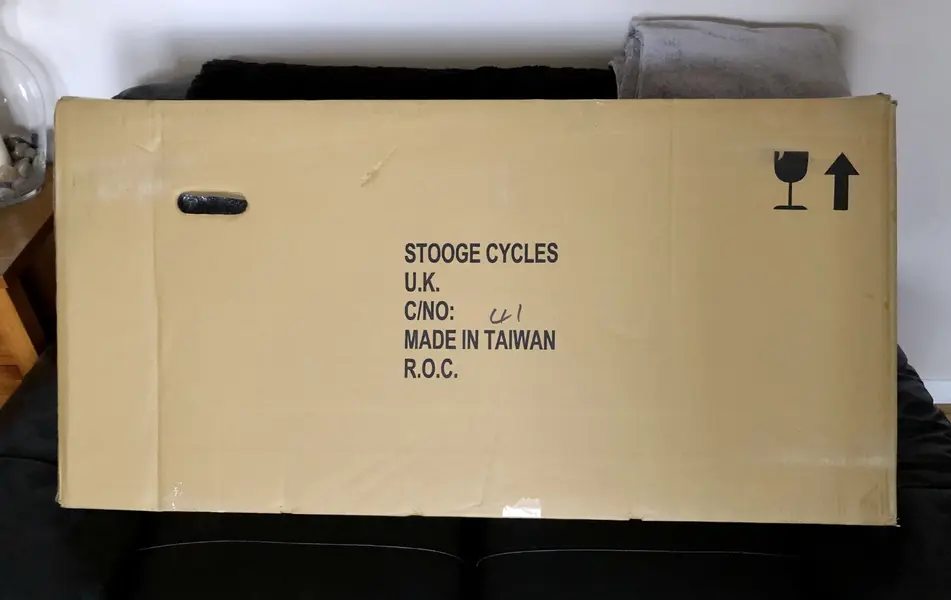 STOOGE CYCLES
U.K.
C/NO: 41
MADE IN TAIWAN
R.O.C.